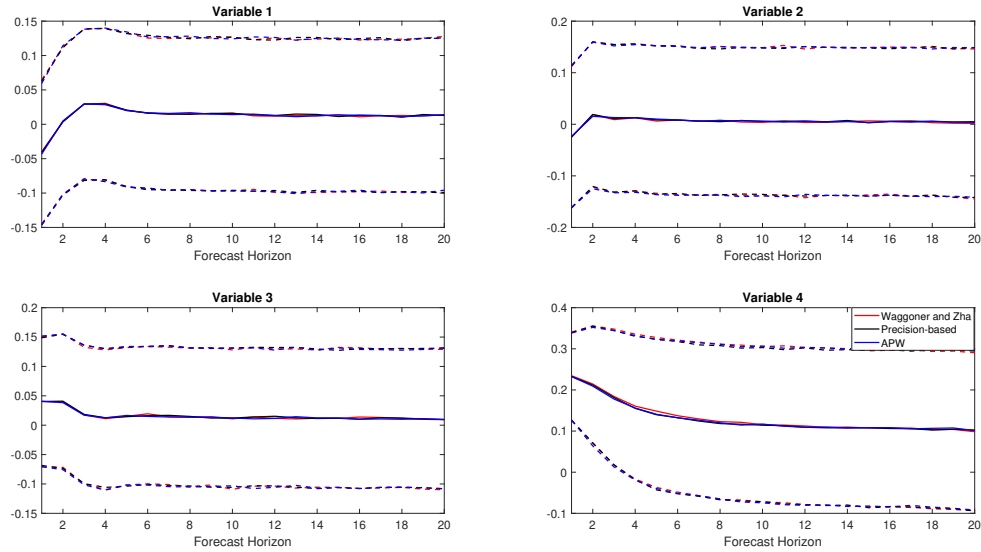 Variable 1
0.15
0.1
0.05
0
-0.05
-0.1
-0.15
2 4 6 8 10 12 14 16 18 20
Forecast Horizon
Variable 2
0.2
0.1
0
-0.1
-0.2
2 4 6 8 10 12 14 16 18 20
Forecast Horizon
Variable 3
0.2
0.15
0.1
0.05
0
-0.05
-0.1
-0.15
2 4 6 8 10 12 14 16 18 20
Forecast Horizon
Variable 4
0.4
0.3
0.2
0.1
0
-0.1
Waggoner and Zha
Precision-based
APW
2 4 6 8 10 12 14 16 18 20
Forecast Horizon